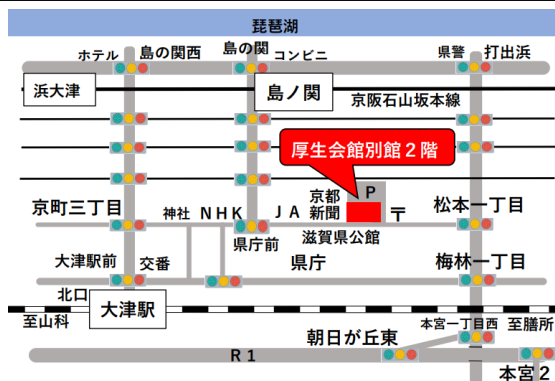 琵琶湖
ホテル
島の関西
島の関
コンビニ
県警
打出浜
浜大津
島ノ関
京阪石山坂本線
厚生会館別館２階
京町三丁目
神社
ＮＨＫ
ＪＡ
京都
新聞
Ｐ
〒
松本一丁目
県庁前
滋賀県公館
大津駅前
交番
県庁
梅林一丁目
北口
大津駅
至山科
朝日が丘東
本宮一丁目西
至膳所
Ｒ１
本宮２